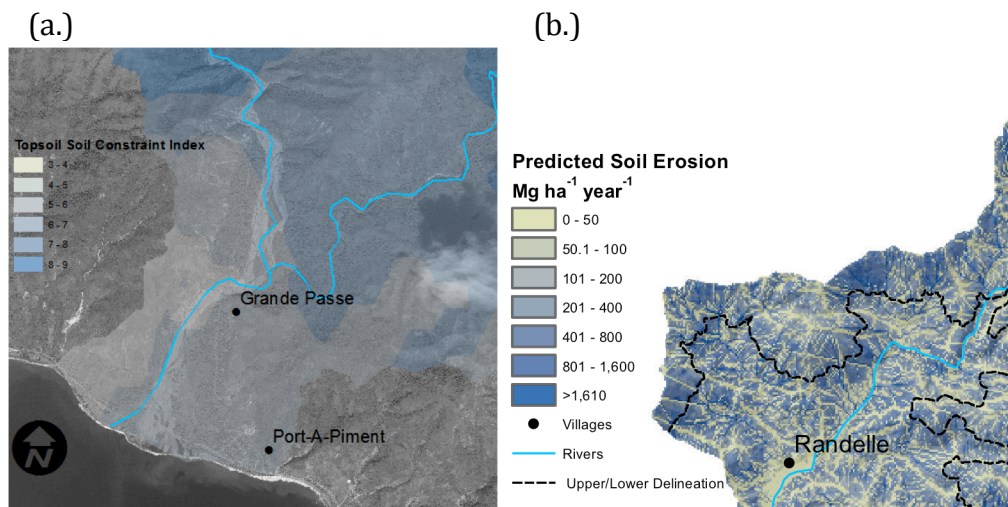 (a.)
Topsoil Soil Constraint Index
3 - 4
4 - 5
5 - 6
6 - 7
7 - 8
8 - 9
Grande Passe
Port-A-Piment
N
(b.)
Predicted Soil Erosion
Mg ha⁻¹ year⁻¹
0 - 50
50.1 - 100
101 - 200
201 - 400
401 - 800
801 - 1,600
>1,610
Villages
Rivers
Upper/Lower Delineation
Randelle